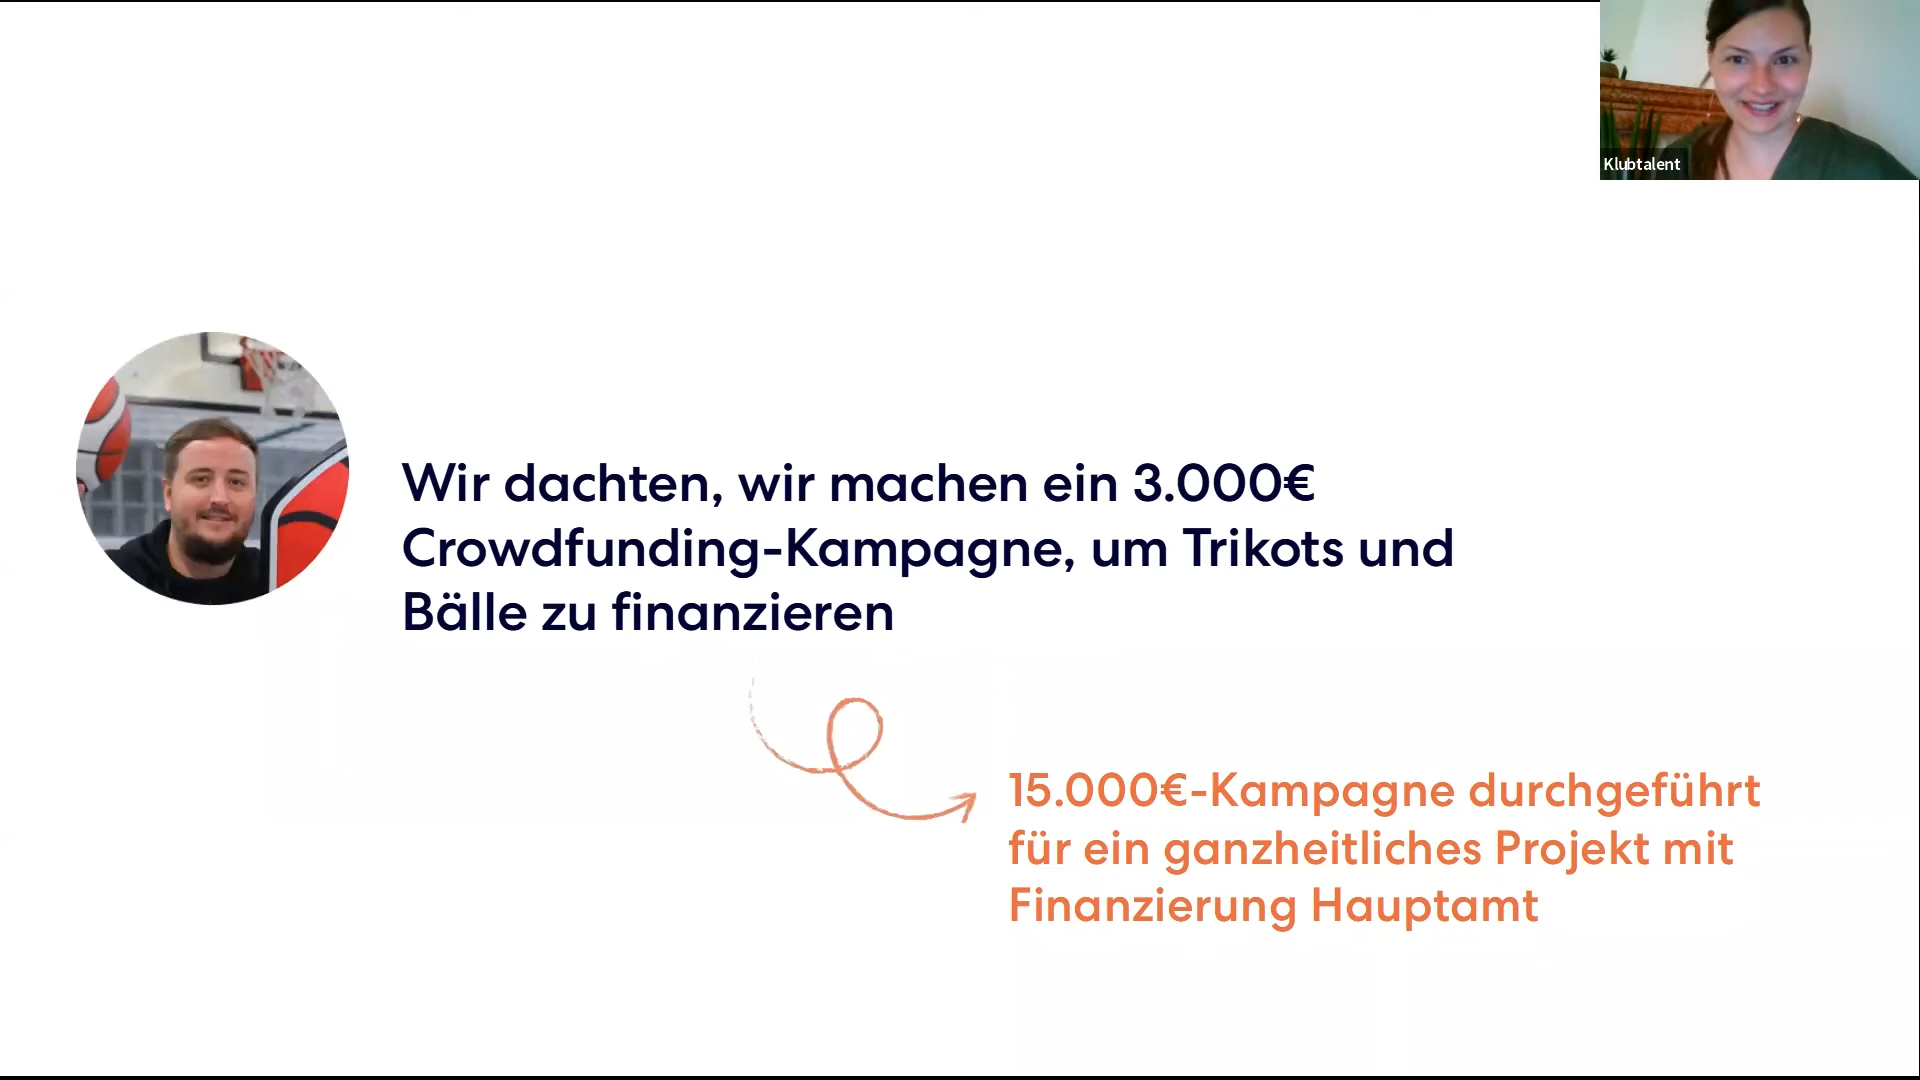 Klubtalent
Wir dachten, wir machen ein 3.000€
Crowdfunding-Kampagne, um Trikots und
Bälle zu finanzieren
15.000€-Kampagne durchgeführt
für ein ganzheitliches Projekt mit
Finanzierung Hauptamt